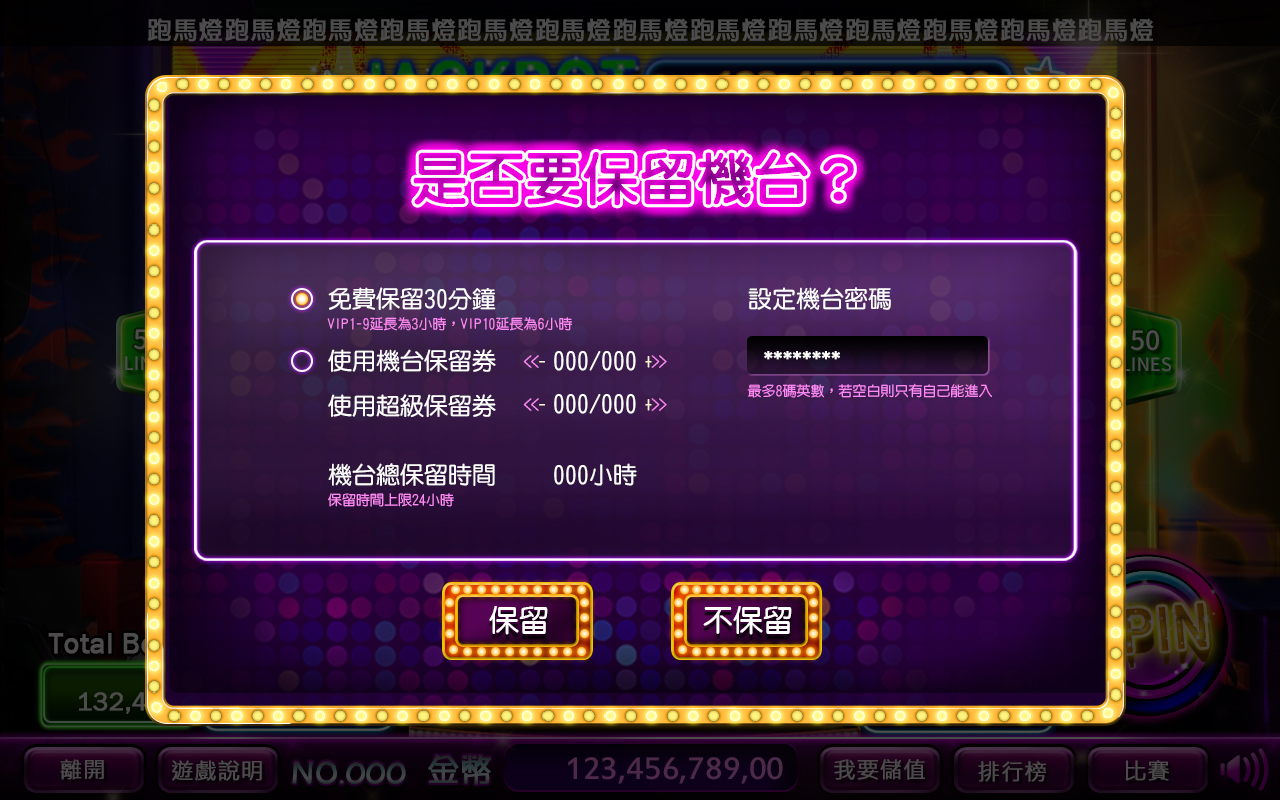 跑馬燈跑馬燈跑馬燈跑馬燈跑馬燈跑馬燈跑馬燈跑馬燈跑馬燈跑馬燈跑馬燈跑馬燈跑馬燈
JACKPOT
是否要保留機台？
免費保留30分鐘
VIP1-9延長為3小時，VIP10延長為6小時
設定機台密碼
使用機台保留券 <<- 000/000 +>>
********
最多8碼英數，若空白則只有自己能進入
使用超級保留券 <<- 000/000 +>>
機台總保留時間 000小時
保留時間上限24小時
50
LINES
保留
不保留
Total
132,4
SPIN
離開
遊戲說明
NO.000
金幣
123,456,789,00
我要儲值
排行榜
比賽